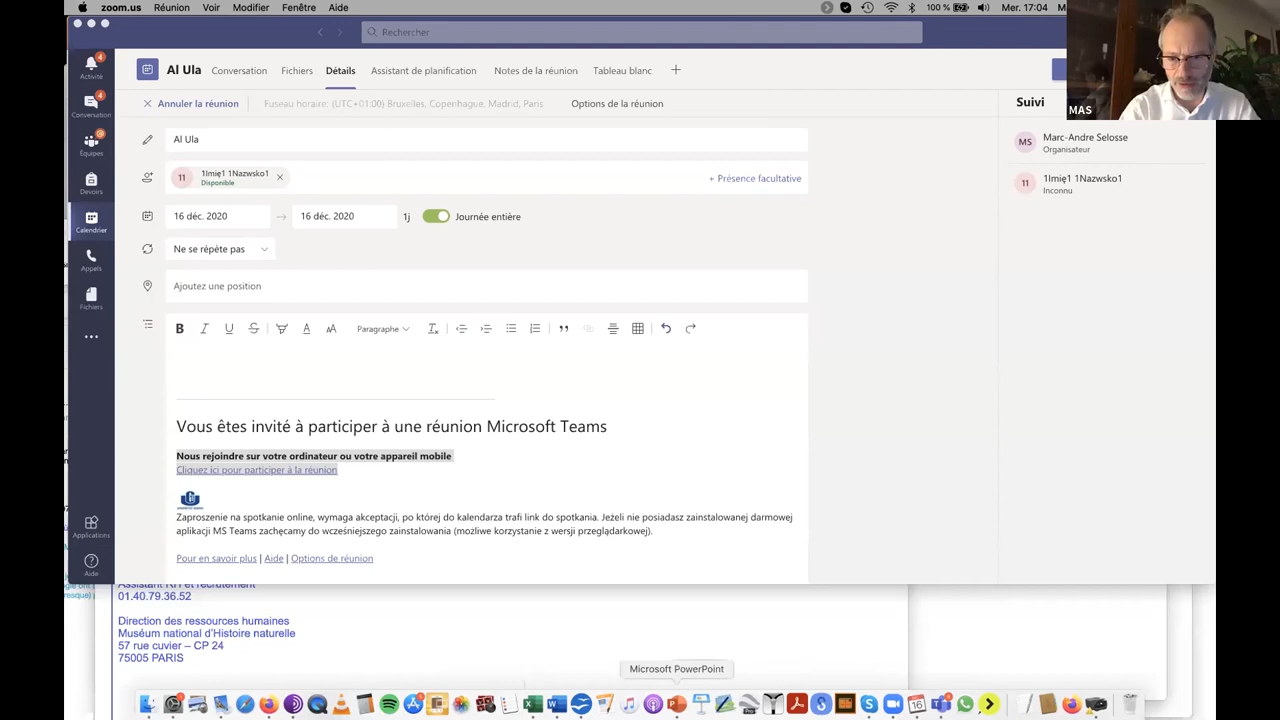 zoom.us Réunion Voir Modifier Fenêtre Aide
100 % Mer. 17:04
Rechercher
Al Ula Conversation Fichiers Détails Assistant de planification Notes de la réunion Tableau blanc
Annuler la réunion Fuseau horaire: (UTC+01:00) Bruxelles, Copenhague, Madrid, Paris Options de la réunion
Suivi
MAS
4
Activité
4
Conversation
Équipes
Devoirs
Calendrier
Appels
Fichiers
Applications
Aide
Al Ula
11 1Imię1 1Nazwsko1
Disponible
+ Présence facultative
16 déc. 2020 → 16 déc. 2020 1j Journée entière
Ne se répète pas
Ajoutez une position
B I U S A AA Paragraphe
Vous êtes invité à participer à une réunion Microsoft Teams
Nous rejoindre sur votre ordinateur ou votre appareil mobile
Cliquez ici pour participer à la réunion
Zaproszenie na spotkanie online, wymaga akceptacji, po której do kalendarza trafi link do spotkania. Jeżeli nie posiadasz zainstalowanej darmowej
aplikacji MS Teams zachęcamy do wcześniejszego zainstalowania (możliwe korzystanie z wersji przeglądarkowej).
Pour en savoir plus | Aide | Options de réunion
MS Marc-Andre Selosse
Organisateur
11 1Imię1 1Nazwsko1
Inconnu
Assistant RH et recrutement
01.40.79.36.52
Direction des ressources humaines
Muséum national d'Histoire naturelle
57 rue cuvier – CP 24
75005 PARIS
Microsoft PowerPoint